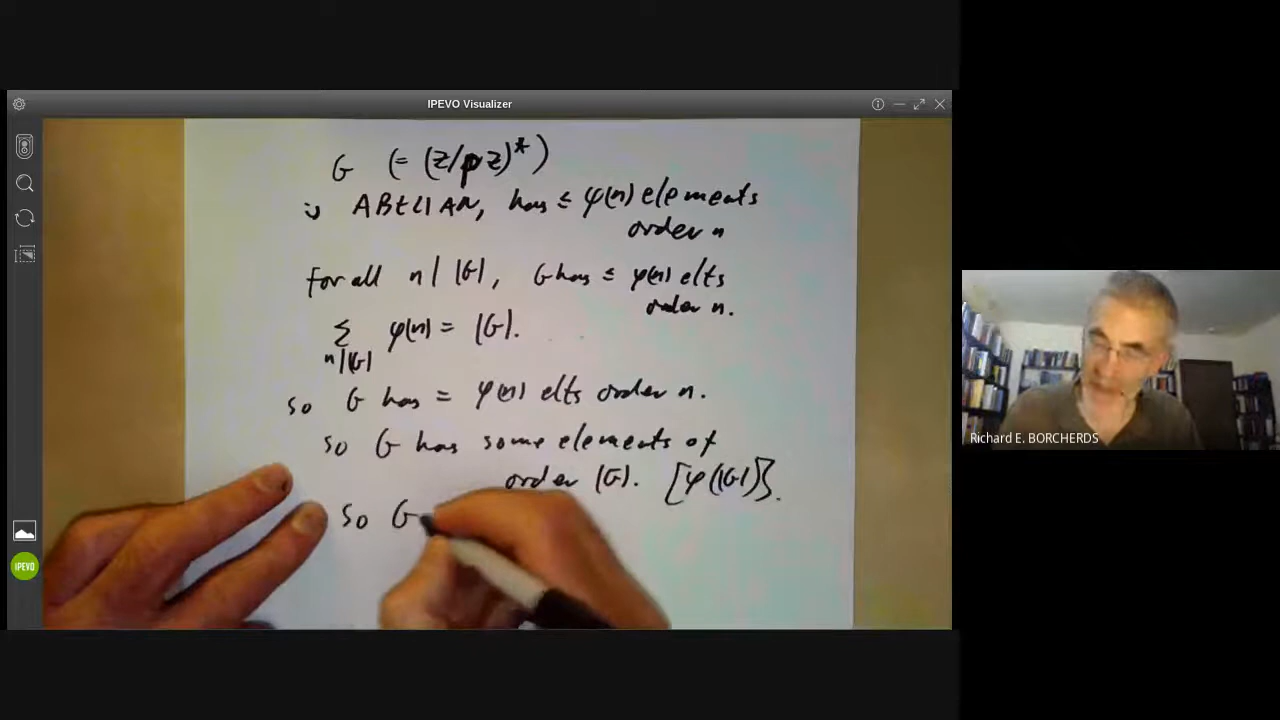 IPEVO Visualizer
G (= (Z/pZ)*)
is ABELIAN, has ≤ φ(n) elements
order n
For all n | |G|, G has ≤ φ(n) elts
order n.
∑ φ(n) = |G|.
n||G|
so G has = φ(n) elts order n.
so G has some elements of
order |G|. [φ(|G|)].
so G
Richard E. BORCHERDS
IPEVO